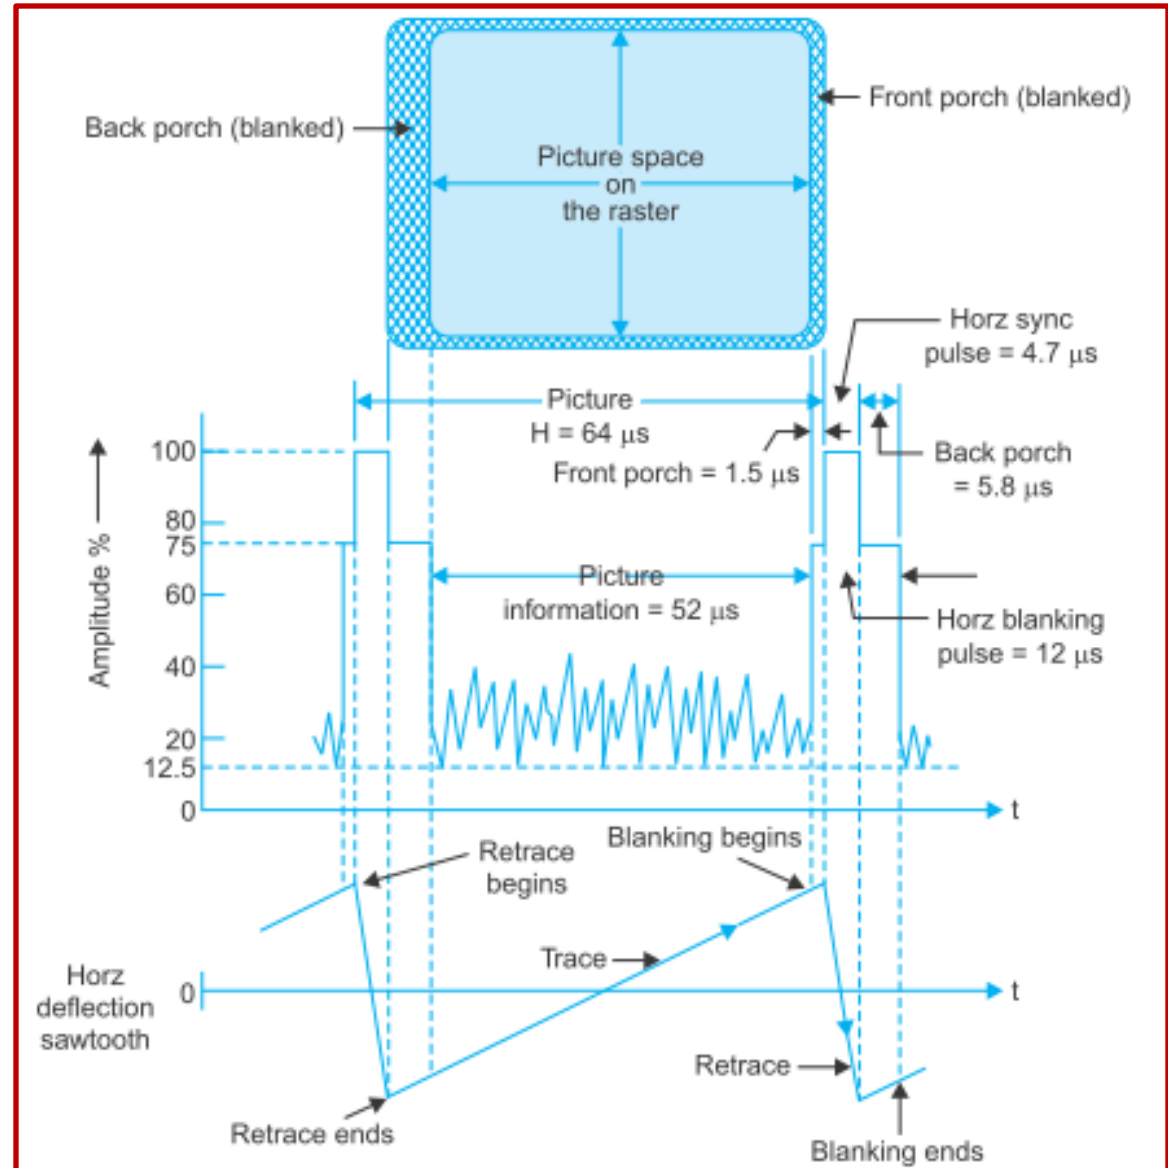 Front porch (blanked)
Back porch (blanked)
Picture space
on
the raster
Horz sync
pulse = 4.7 μs
Picture
H = 64 μs
Front porch = 1.5 μs
Back porch
= 5.8 μs
Amplitude %
100
80
75
60
40
20
12.5
0
Picture
information = 52 μs
Horz blanking
pulse = 12 μs
t
Retrace
begins
Blanking begins
Trace
Horz
deflection
sawtooth
0
t
Retrace
Retrace ends
Blanking ends